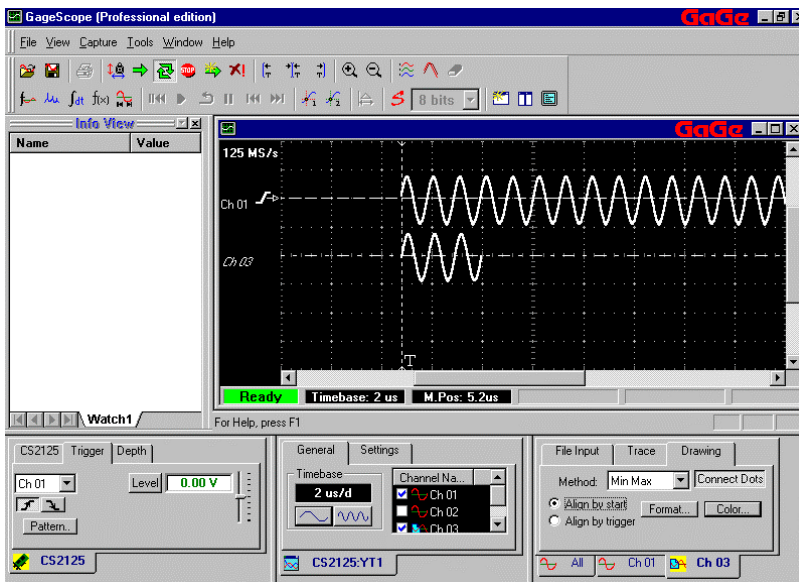 GageScope (Professional edition)
GaGe
File View Capture Tools Window Help
STOP
f(x)
8 bits
Info View
Name Value
GaGe
125 MS/s
Ch 01
Ch 03
T
Ready Timebase: 2 us M.Pos: 5.2us
Watch1
For Help, press F1
CS2125 Trigger Depth
Ch 01 Level 0.00 V
Pattern..
CS2125
General Settings
Timebase
2 us/d
Channel Na...
Ch 01
Ch 02
Ch 03
CS2125:YT1
File Input Trace Drawing
Method: Min Max Connect Dots
Align by start Format... Color...
Align by trigger
All Ch 01 Ch 03